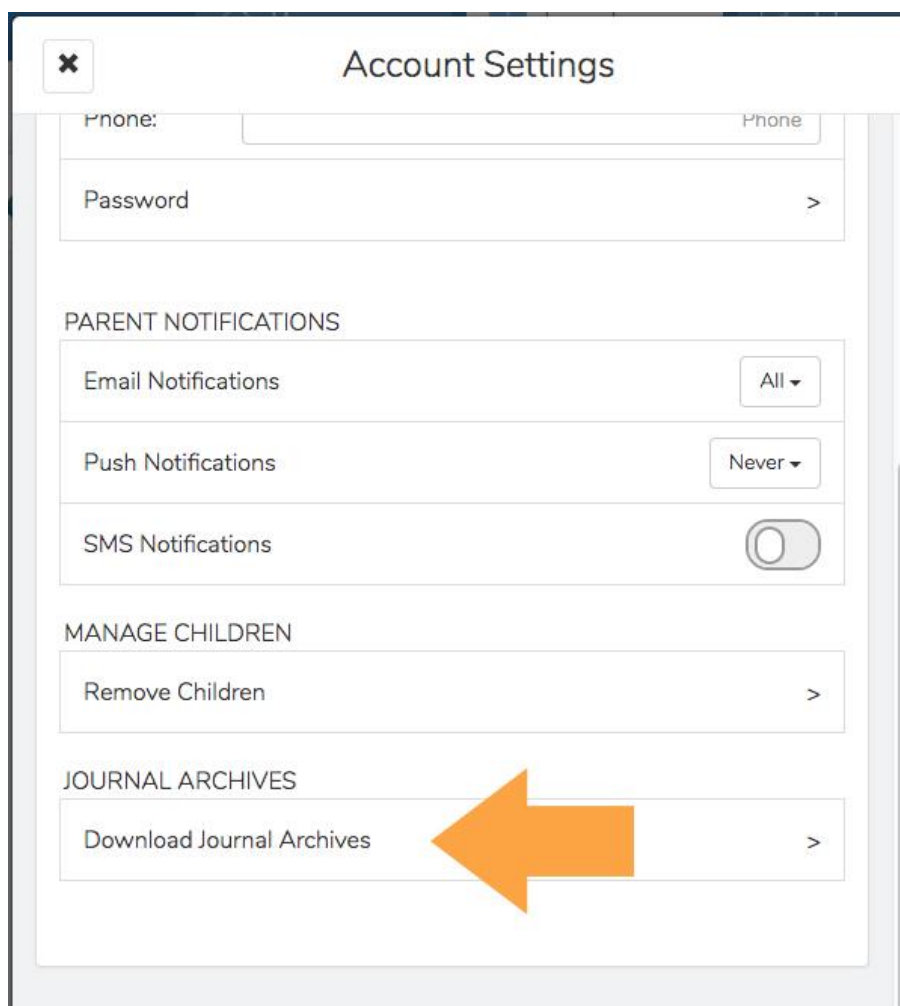 ✖ Account Settings
Phone: Phone
Password >
PARENT NOTIFICATIONS
Email Notifications All
Push Notifications Never
SMS Notifications
MANAGE CHILDREN
Remove Children >
JOURNAL ARCHIVES
Download Journal Archives >